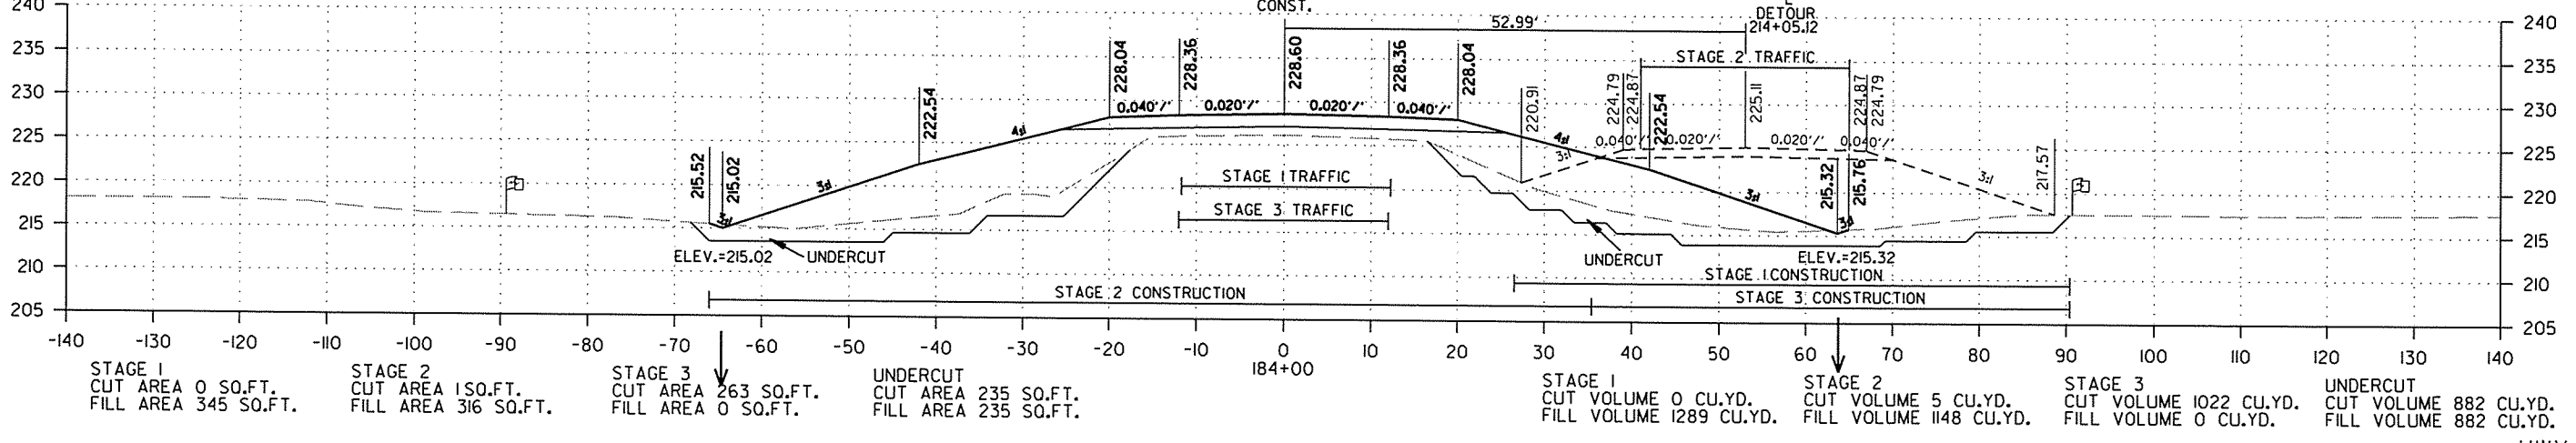 CONST.
DETOUR
214+05.12
52.99'
STAGE 2 TRAFFIC
240
235
230
225
220
215
210
205
240
235
230
225
220
215
210
205
215.52
215.02
222.54
228.04
228.36
228.60
228.36
228.04
220.91
224.79
224.87
222.54
225.11
224.87
224.79
215.32
215.76
217.57
0.040'/'
0.020'/'
0.020'/'
0.040'/'
0.040'/'
0.020'/'
0.020'/'
0.040'/'
3:1
3:1
4:1
4:1
3:1
3:1
3:1
3:1
STAGE 1 TRAFFIC
STAGE 3 TRAFFIC
ELEV.=215.02
UNDERCUT
UNDERCUT
ELEV.=215.32
STAGE 1 CONSTRUCTION
STAGE 2 CONSTRUCTION
STAGE 3 CONSTRUCTION
-140 -130 -120 -110 -100 -90 -80 -70 -60 -50 -40 -30 -20 -10 0 10 20 30 40 50 60 70 80 90 100 110 120 130 140
184+00
STAGE 1
CUT AREA 0 SQ.FT.
FILL AREA 345 SQ.FT.
STAGE 2
CUT AREA 1 SQ.FT.
FILL AREA 316 SQ.FT.
STAGE 3
CUT AREA 263 SQ.FT.
FILL AREA 0 SQ.FT.
UNDERCUT
CUT AREA 235 SQ.FT.
FILL AREA 235 SQ.FT.
STAGE 1
CUT VOLUME 0 CU.YD.
FILL VOLUME 1289 CU.YD.
STAGE 2
CUT VOLUME 5 CU.YD.
FILL VOLUME 1148 CU.YD.
STAGE 3
CUT VOLUME 1022 CU.YD.
FILL VOLUME 0 CU.YD.
UNDERCUT
CUT VOLUME 882 CU.YD.
FILL VOLUME 882 CU.YD.